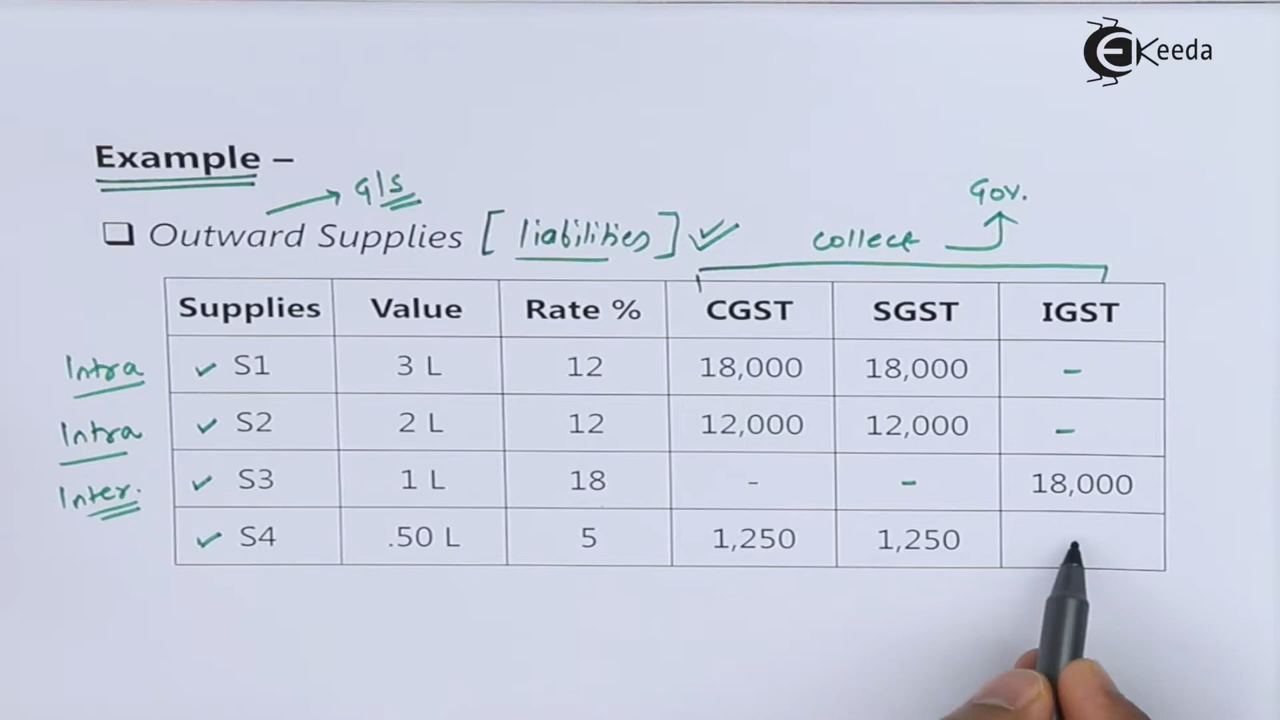 EKeeda
Example –
G/S
Gov.
❑ Outward Supplies [liabilities] ✓ collect
Supplies Value Rate % CGST SGST IGST
Intra ✓ S1 3 L 12 18,000 18,000 -
Intra ✓ S2 2 L 12 12,000 12,000 -
Inter. ✓ S3 1 L 18 - - 18,000
✓ S4 .50 L 5 1,250 1,250